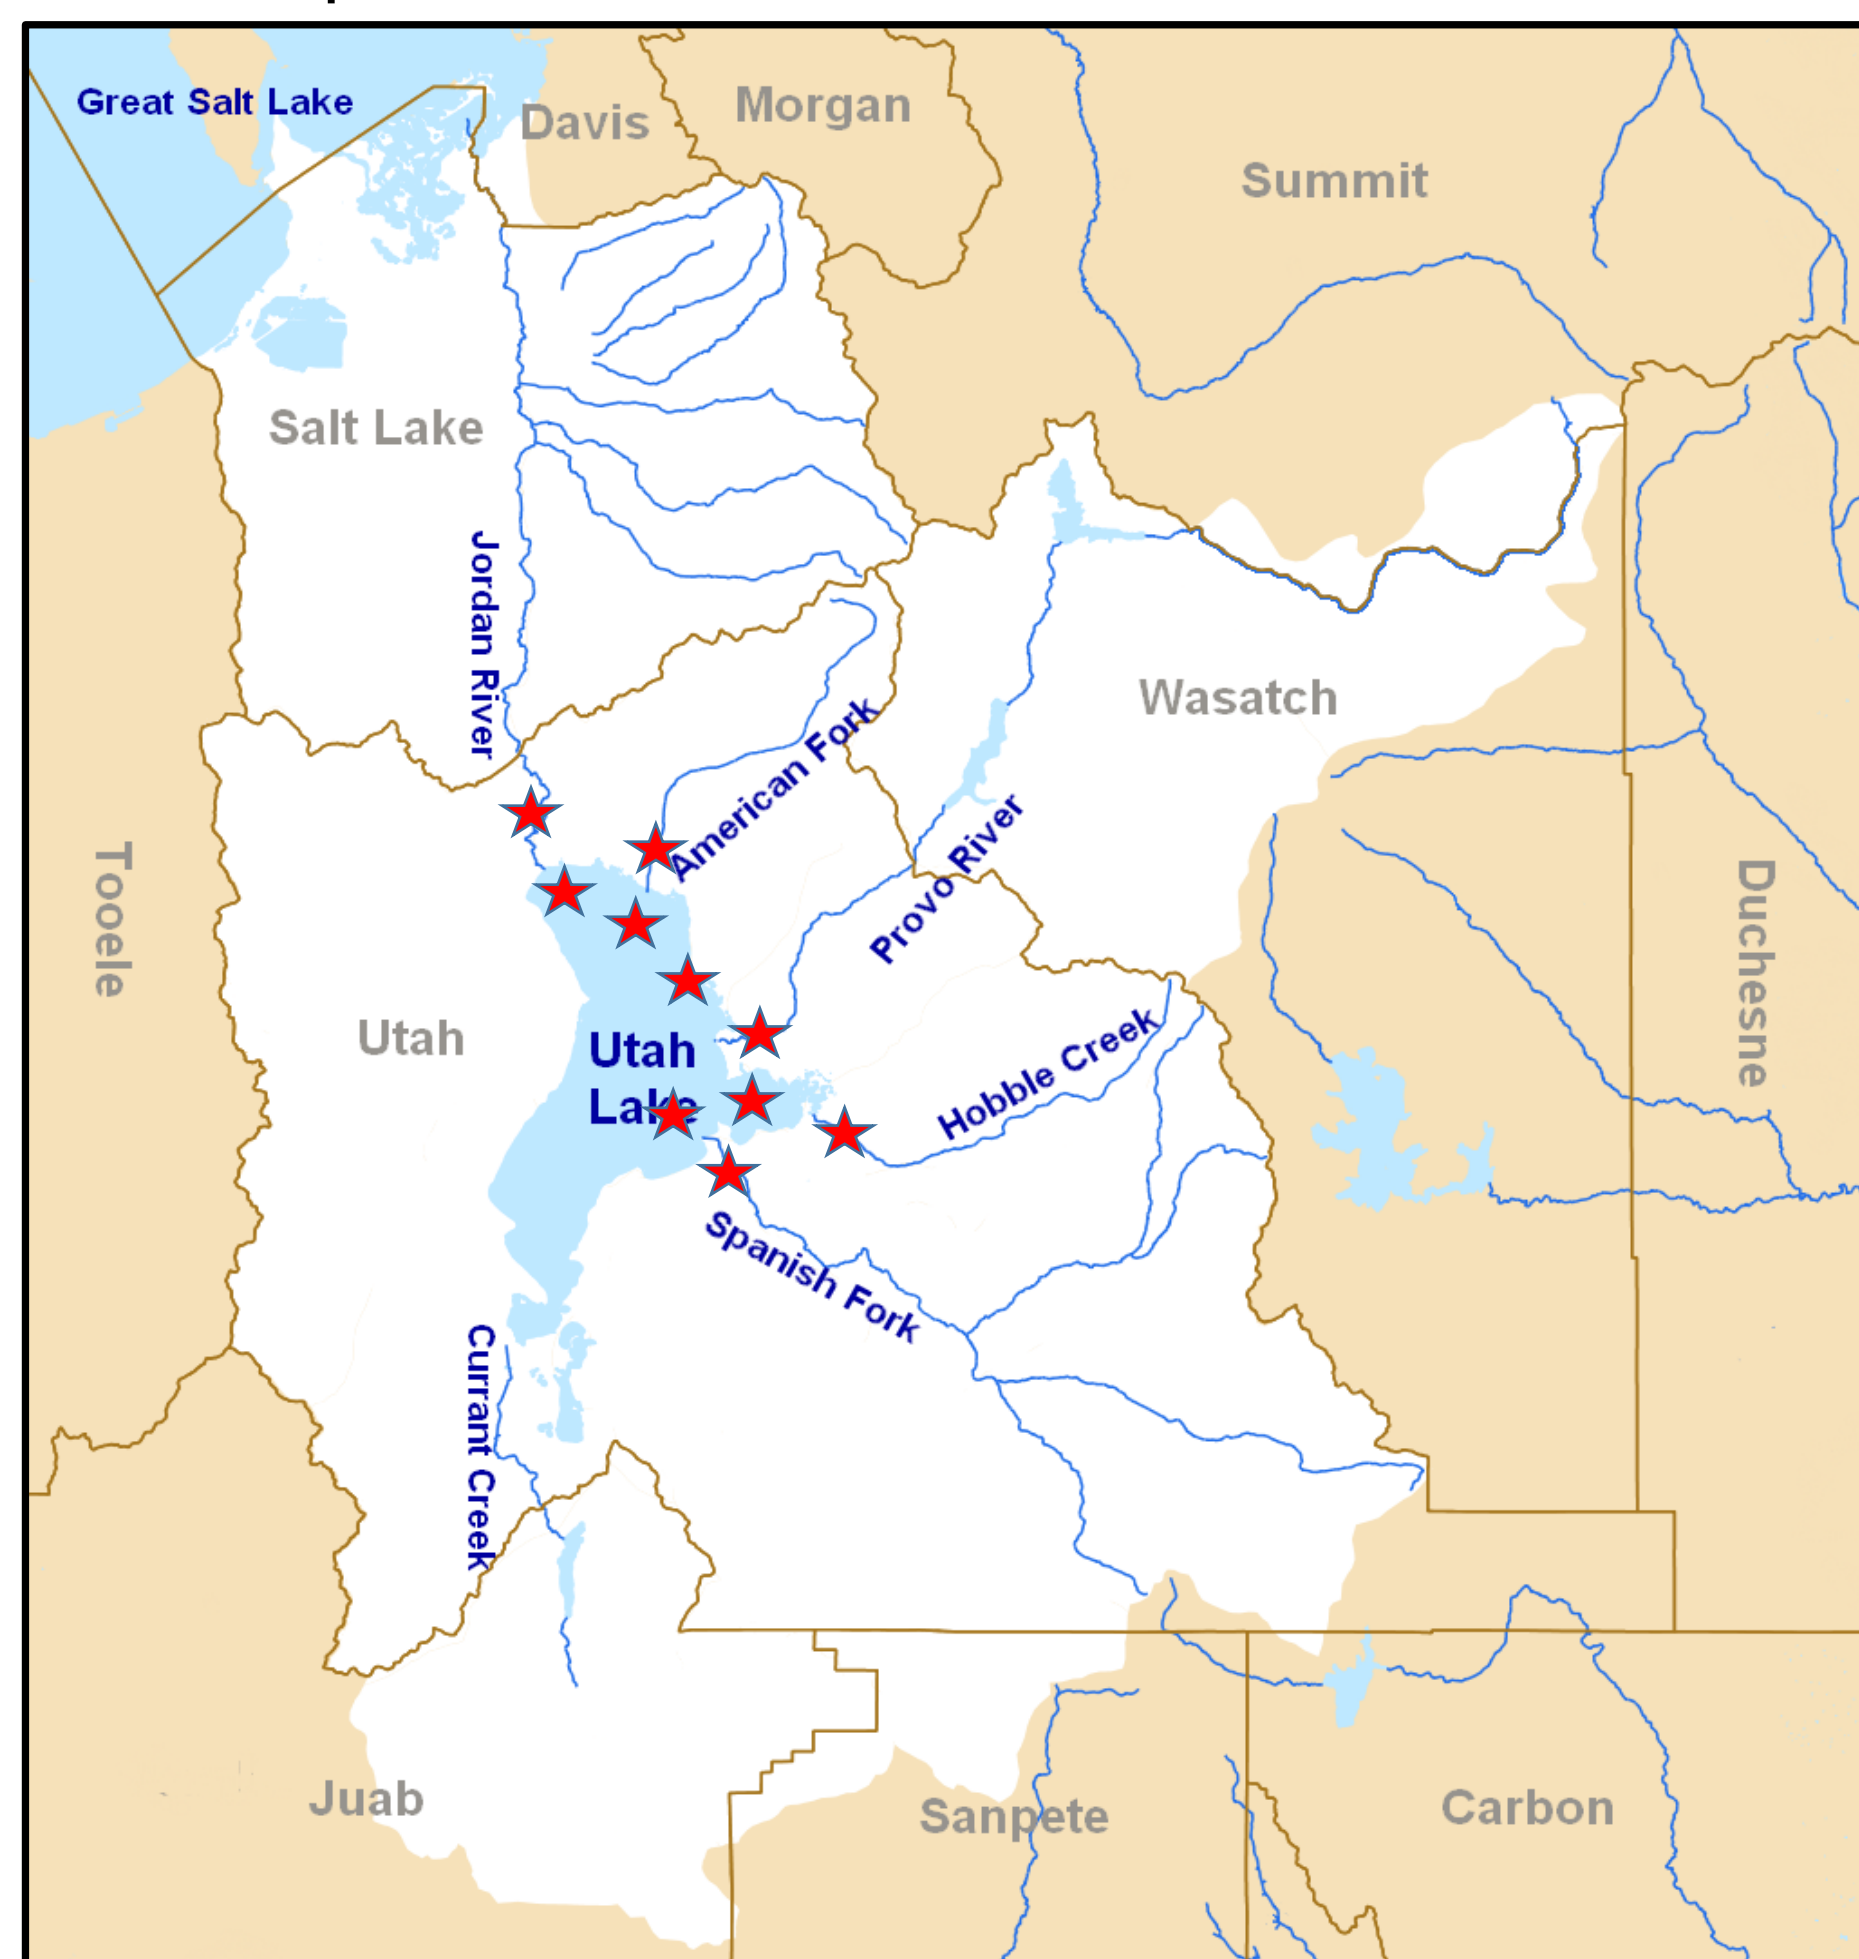 Great Salt Lake
Davis
Morgan
Summit
Salt Lake
Jordan River
Wasatch
American Fork
Provo River
Tooele
Duchesne
Utah
Utah
Lake
Hobble Creek
Spanish Fork
Currant Creek
Juab
Sanpete
Carbon